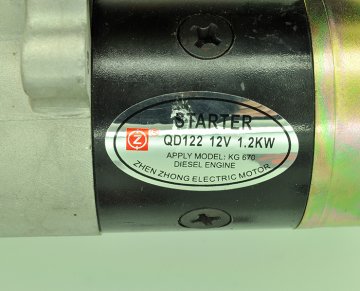 STARTER
QD122 12V 1.2KW
APPLY MODEL: KG 670
DIESEL ENGINE
ZHEN ZHONG ELECTRIC MOTOR